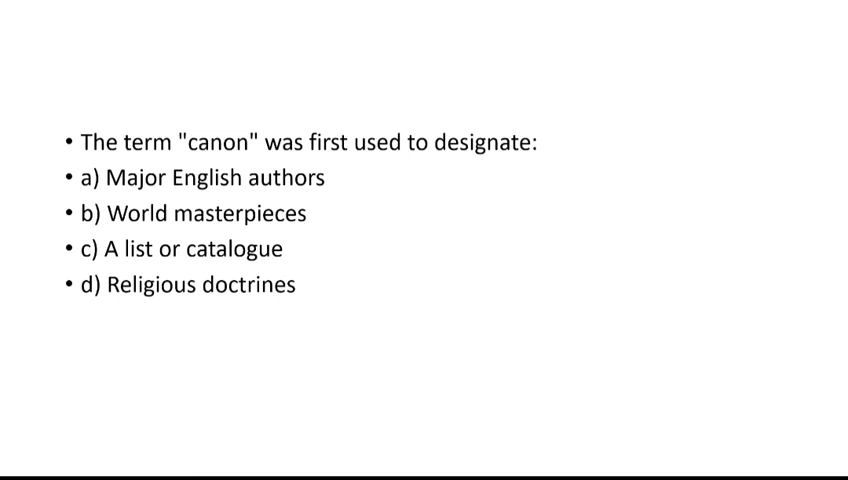 • The term "canon" was first used to designate:
• a) Major English authors
• b) World masterpieces
• c) A list or catalogue
• d) Religious doctrines